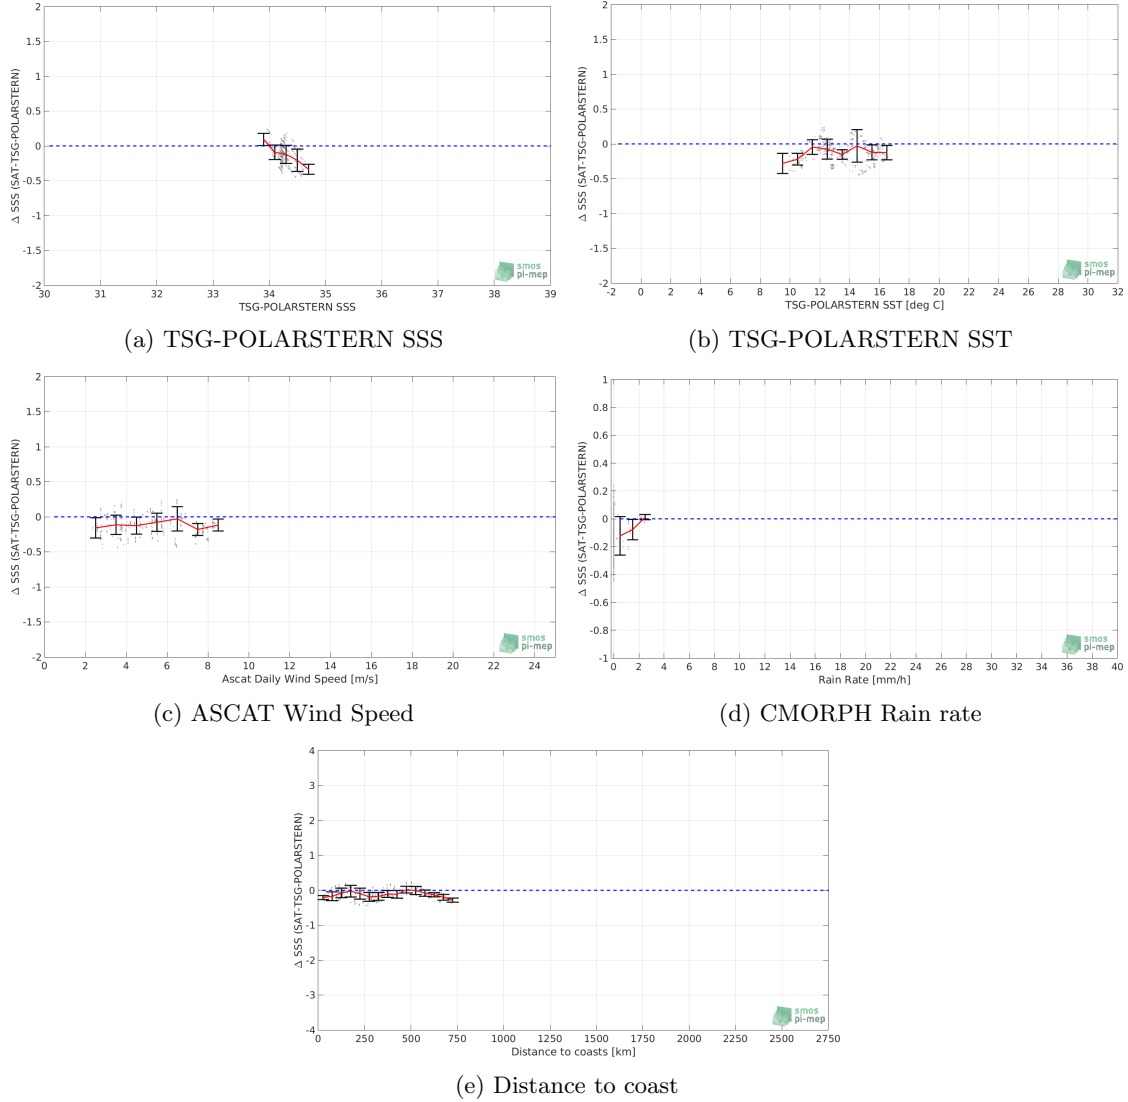 2
1.5
1
0.5
0
-0.5
-1
-1.5
-2
Δ SSS (SAT-TSG-POLARSTERN)
30 31 32 33 34 35 36 37 38 39
TSG-POLARSTERN SSS
smos
pi-mep
(a) TSG-POLARSTERN SSS
2
1.5
1
0.5
0
-0.5
-1
-1.5
-2
Δ SSS (SAT-TSG-POLARSTERN)
-2 0 2 4 6 8 10 12 14 16 18 20 22 24 26 28 30 32
TSG-POLARSTERN SST [deg C]
smos
pi-mep
(b) TSG-POLARSTERN SST
2
1.5
1
0.5
0
-0.5
-1
-1.5
-2
Δ SSS (SAT-TSG-POLARSTERN)
0 2 4 6 8 10 12 14 16 18 20 22 24
Ascat Daily Wind Speed [m/s]
smos
pi-mep
(c) ASCAT Wind Speed
1
0.8
0.6
0.4
0.2
0
-0.2
-0.4
-0.6
-0.8
-1
Δ SSS (SAT-TSG-POLARSTERN)
0 2 4 6 8 10 12 14 16 18 20 22 24 26 28 30 32 34 36 38 40
Rain Rate [mm/h]
smos
pi-mep
(d) CMORPH Rain rate
4
3
2
1
0
-1
-2
-3
-4
Δ SSS (SAT-TSG-POLARSTERN)
0 250 500 750 1000 1250 1500 1750 2000 2250 2500 2750
Distance to coasts [km]
smos
pi-mep
(e) Distance to coast